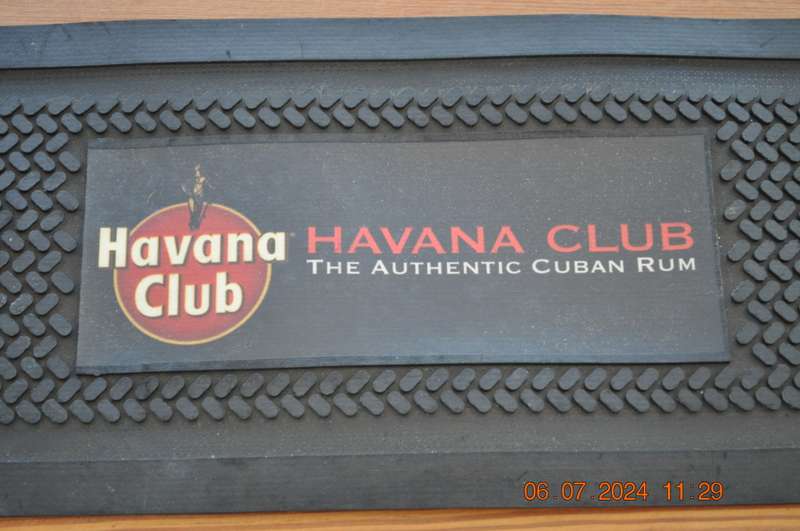 Havana
Club
HAVANA CLUB
THE AUTHENTIC CUBAN RUM
06.07.2024 11:29